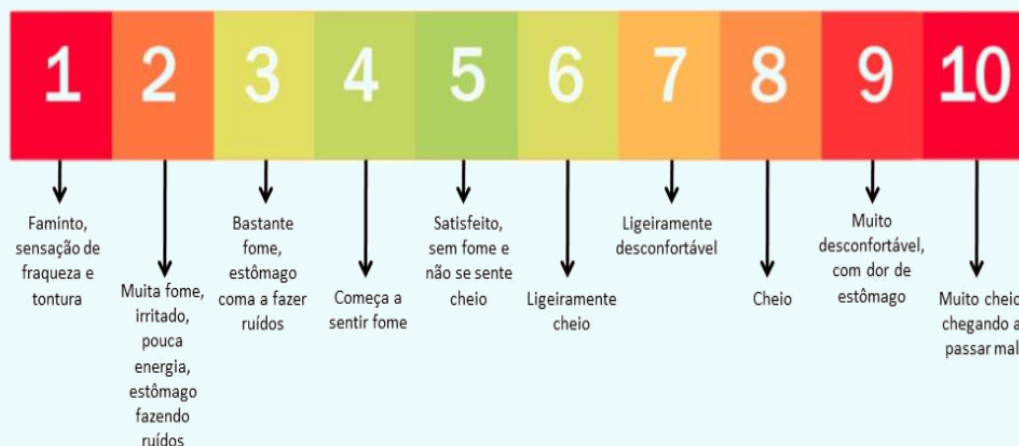 1
2
3
4
5
6
7
8
9
10
Faminto,
sensação de
fraqueza e
tontura
Muita fome,
irritado,
pouca
energia,
estômago
fazendo
ruídos
Bastante
fome,
estômago
coma a fazer
ruídos
Começa a
sentir fome
Satisfeito,
sem fome e
não se sente
cheio
Ligeiramente
cheio
Ligeiramente
desconfortável
Cheio
Muito
desconfortável,
com dor de
estômago
Muito cheio
chegando a
passar mal